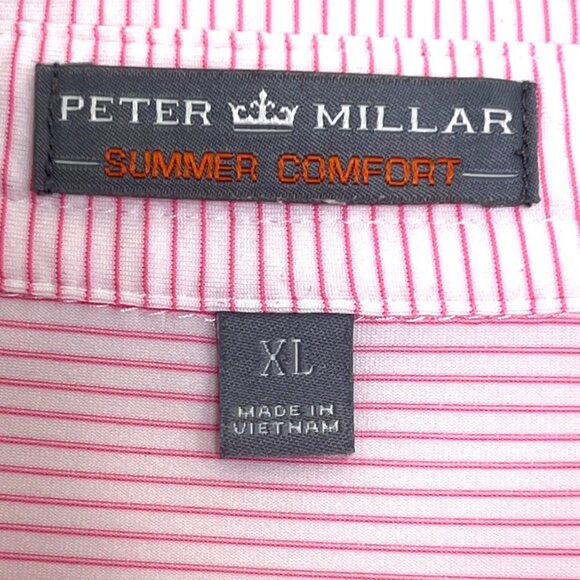 PETER MILLAR
SUMMER COMFORT
XL
MADE IN
VIETNAM